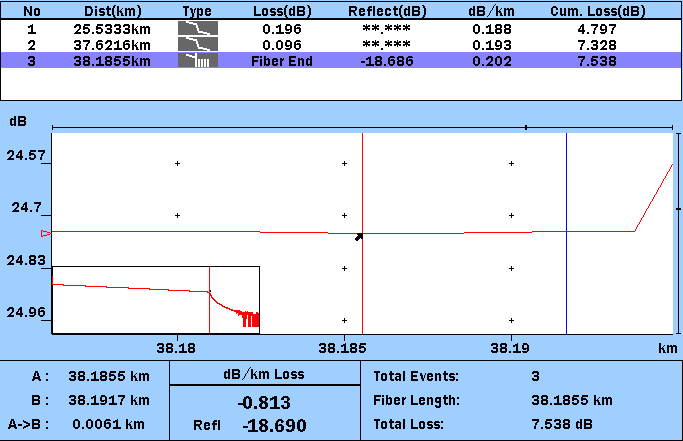 No Dist(km) Type Loss(dB) Reflect(dB) dB/km Cum. Loss(dB)
1 25.5333km 0.196 **.*** 0.188 4.797
2 37.6216km 0.096 **.*** 0.193 7.328
3 38.1855km Fiber End -18.686 0.202 7.538
dB
24.57
24.7
24.83
24.96
38.18 38.185 38.19 km
A : 38.1855 km
B : 38.1917 km
A->B : 0.0061 km
dB/km Loss
-0.813
Refl -18.690
Total Events: 3
Fiber Length: 38.1855 km
Total Loss: 7.538 dB